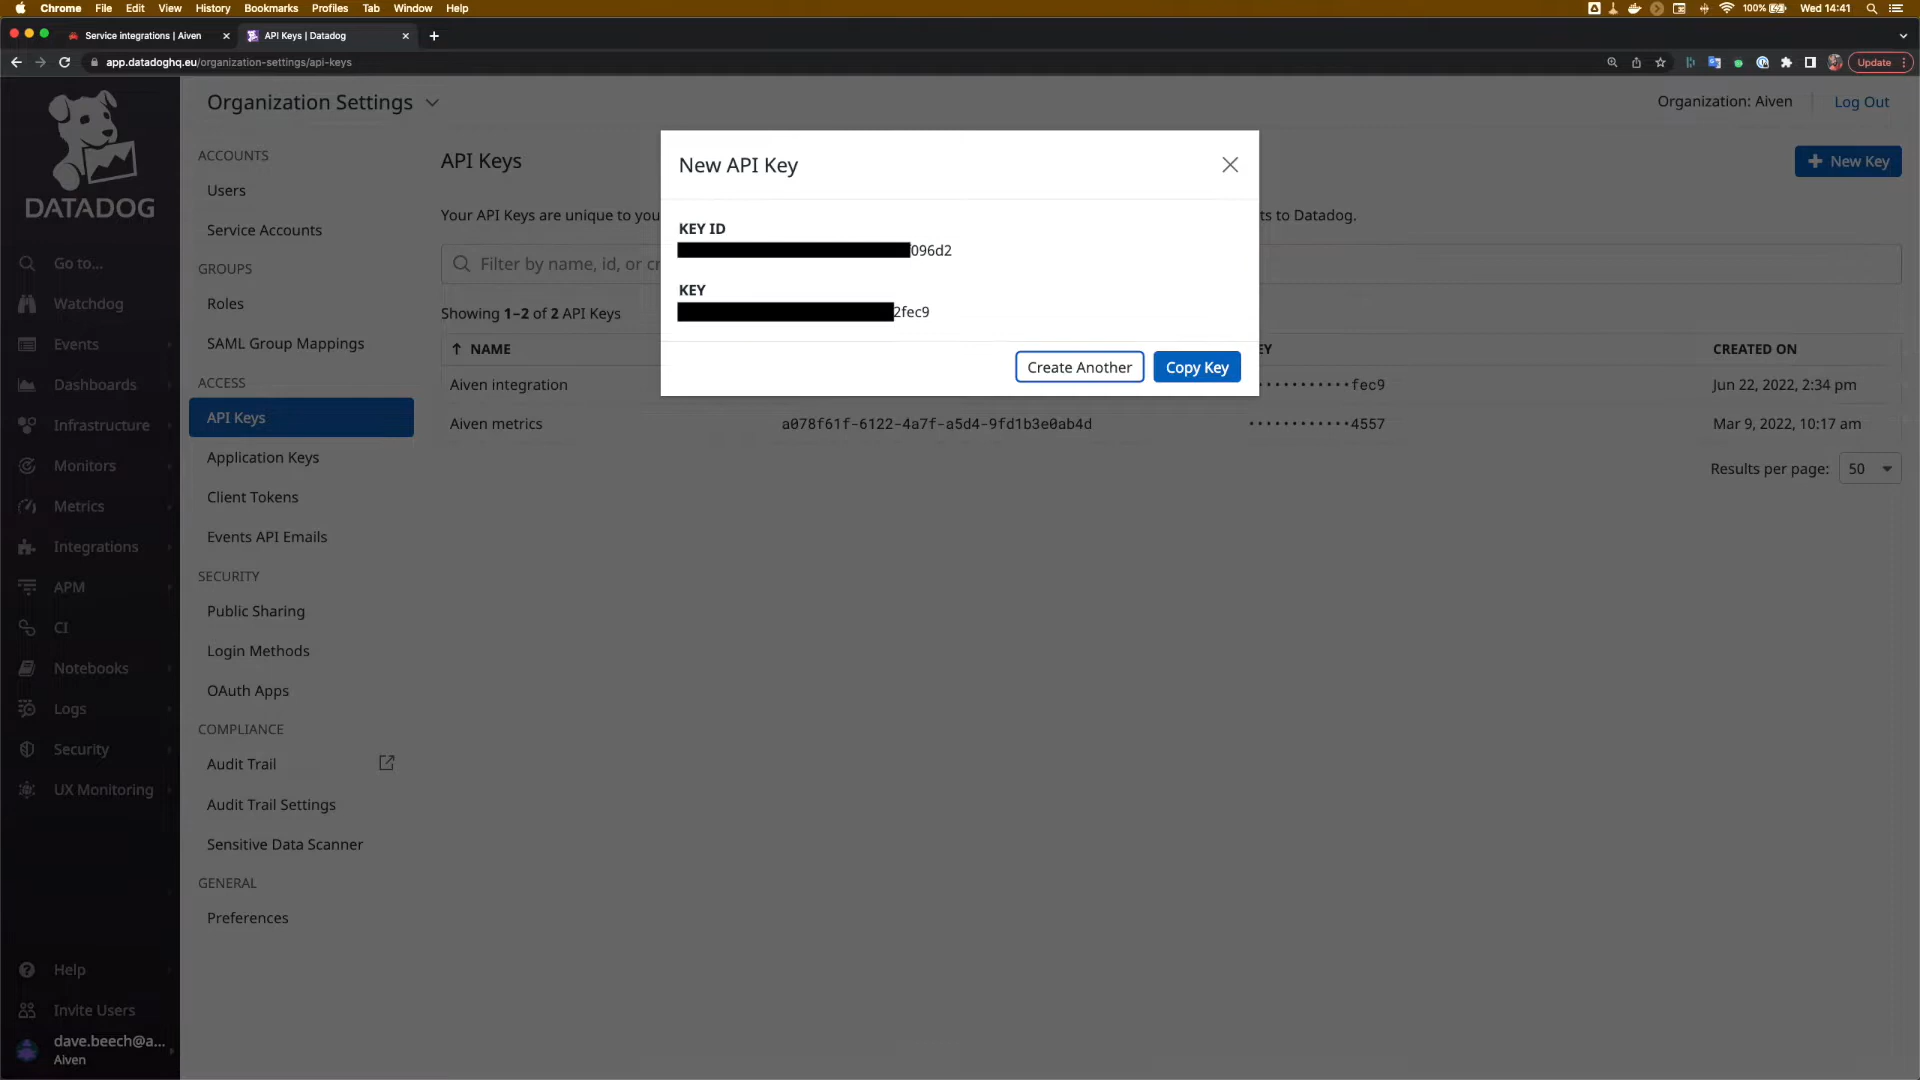 Chrome File Edit View History Bookmarks Profiles Tab Window Help
100% Wed 14:41
Service integrations | Aiven
API Keys | Datadog
app.datadoghq.eu/organization-settings/api-keys
Update
DATADOG
Go to...
Watchdog
Events
Dashboards
Infrastructure
Monitors
Metrics
Integrations
APM
CI
Notebooks
Logs
Security
UX Monitoring
Help
Invite Users
dave.beech@a...
Aiven
Organization Settings
Organization: Aiven
Log Out
ACCOUNTS
Users
Service Accounts
GROUPS
Roles
SAML Group Mappings
ACCESS
API Keys
Application Keys
Client Tokens
Events API Emails
SECURITY
Public Sharing
Login Methods
OAuth Apps
COMPLIANCE
Audit Trail
Audit Trail Settings
Sensitive Data Scanner
GENERAL
Preferences
API Keys
New Key
Your API Keys are unique to you
ts to Datadog.
Filter by name, id, or cr
Showing 1–2 of 2 API Keys
NAME
EY
CREATED ON
Aiven integration
············fec9
Jun 22, 2022, 2:34 pm
Aiven metrics
a078f61f-6122-4a7f-a5d4-9fd1b3e0ab4d
············4557
Mar 9, 2022, 10:17 am
Results per page: 50
New API Key
KEY ID
096d2
KEY
2fec9
Create Another
Copy Key